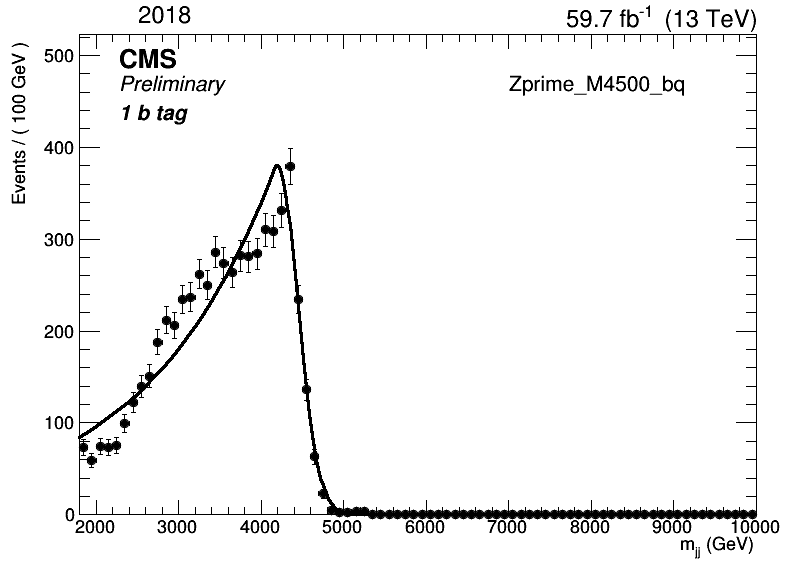 2018
59.7 fb-1 (13 TeV)
CMS
Preliminary
1 b tag
Zprime_M4500_bq
Events / ( 100 GeV )
500
400
300
200
100
0
2000 3000 4000 5000 6000 7000 8000 9000 10000
mjj (GeV)